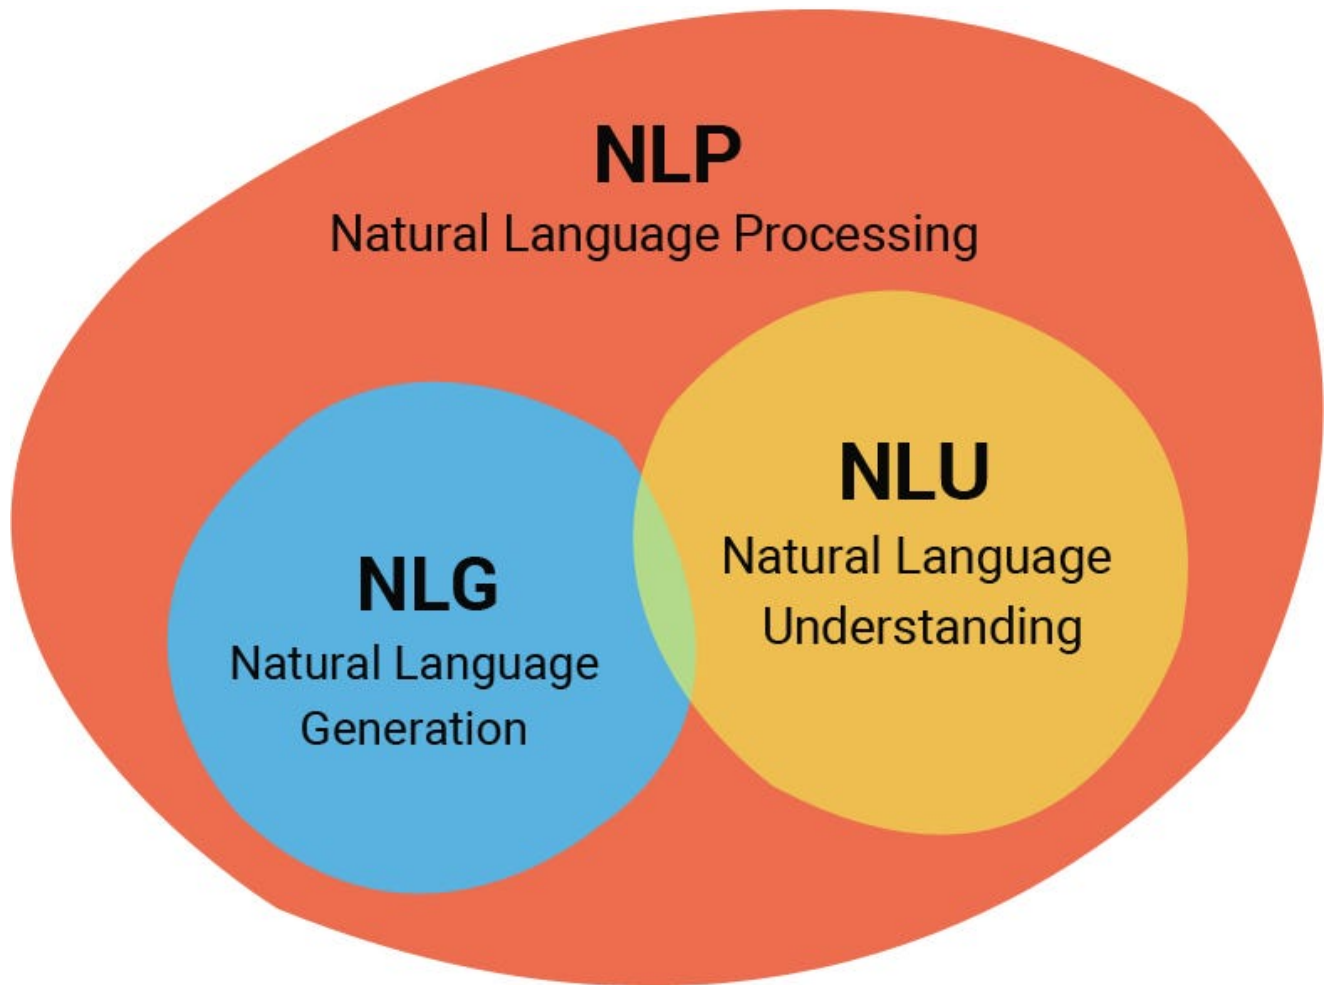 NLP
Natural Language Processing
NLU
Natural Language
Understanding
NLG
Natural Language
Generation